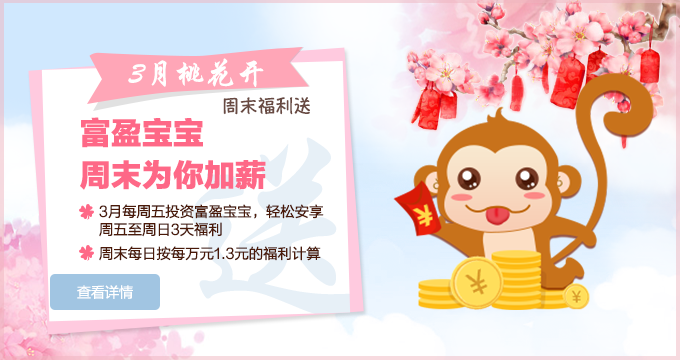 3月桃花开
周末福利送
富盈宝宝
周末为你加薪
3月每周五投资富盈宝宝，轻松安享
周五至周日3天福利
周末每日按每万元1.3元的福利计算
送
查看详情
¥
¥
¥